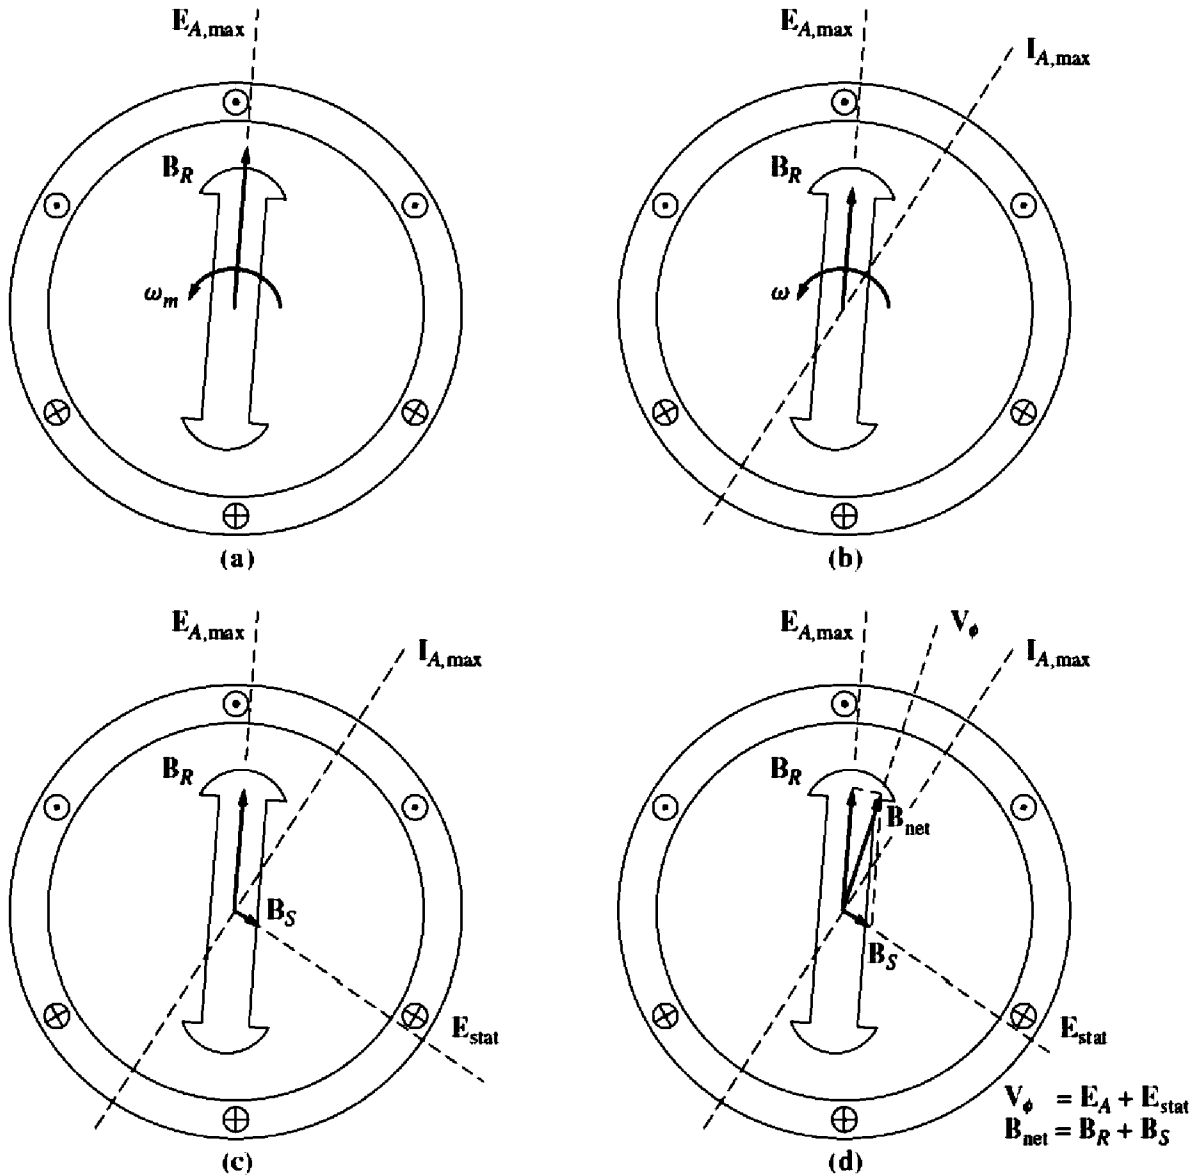 E_A,max
B_R
ω_m
(a)
E_A,max
I_A,max
B_R
ω
(b)
E_A,max
I_A,max
B_R
B_S
E_stat
(c)
E_A,max
V_ϕ
I_A,max
B_R
B_net
B_S
E_stat
V_ϕ = E_A + E_stat
B_net = B_R + B_S
(d)